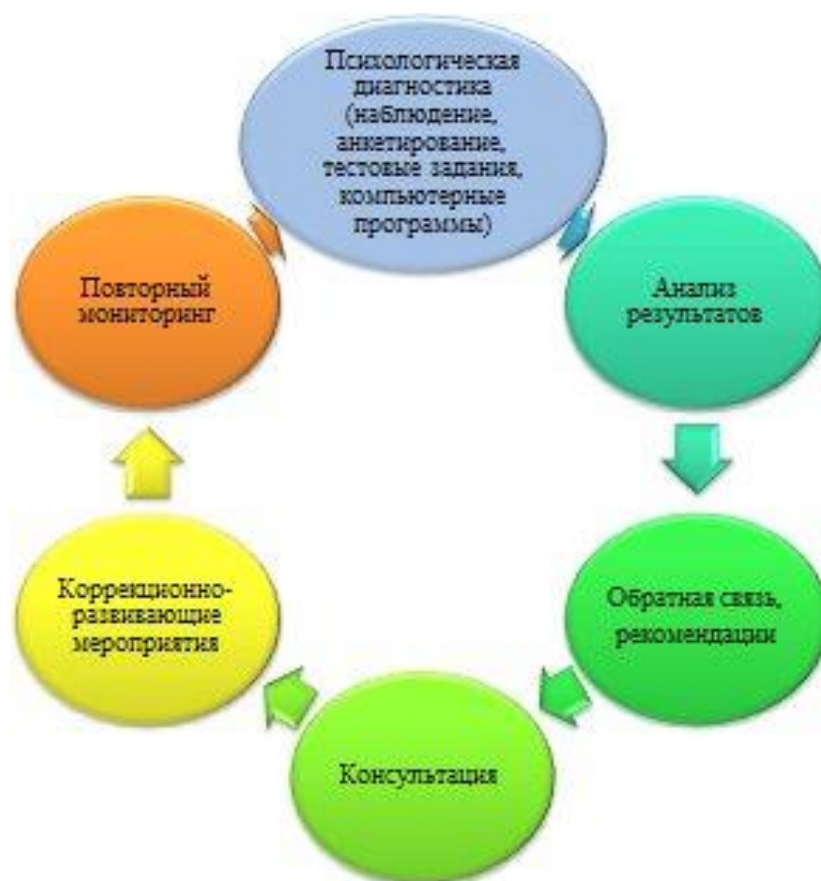 Психологическая
диагностика
(наблюдение,
анкетирование,
тестовые задания,
компьютерные
программы)
Анализ
результатов
Обратная связь,
рекомендации
Консультация
Коррекционно-
развивающие
мероприятия
Повторный
мониторинг